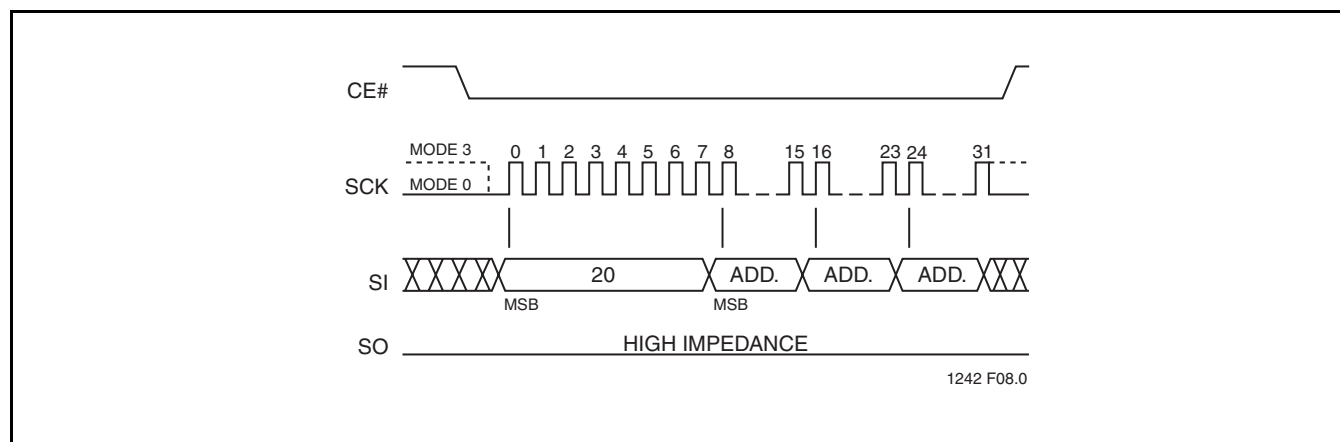 CE#
MODE 3
0 1 2 3 4 5 6 7 8 15 16 23 24 31
SCK
MODE 0
SI
20 ADD. ADD. ADD.
MSB MSB
SO
HIGH IMPEDANCE
1242 F08.0